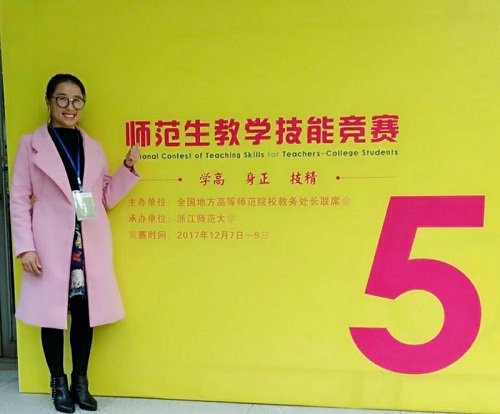 师范生教学技能竞赛
ional Contest of Teaching Skills for Teachers-College Students
学高 身正 技精
主办单位：全国地方高等师范院校教务处长联席会
承办单位：浙江师范大学
竞赛时间：2017年12月7日—9日
5